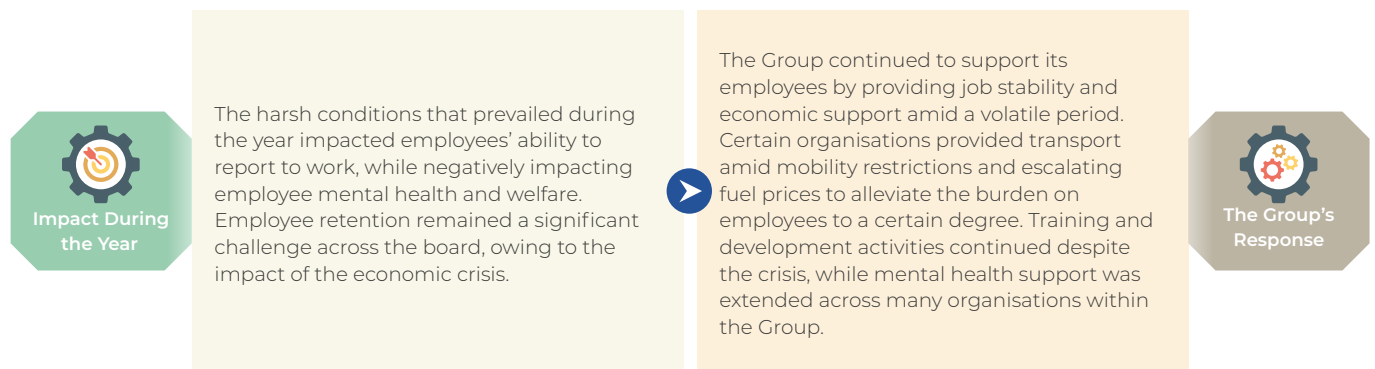 Impact During
the Year
The harsh conditions that prevailed during
the year impacted employees’ ability to
report to work, while negatively impacting
employee mental health and welfare.
Employee retention remained a significant
challenge across the board, owing to the
impact of the economic crisis.
The Group continued to support its
employees by providing job stability and
economic support amid a volatile period.
Certain organisations provided transport
amid mobility restrictions and escalating
fuel prices to alleviate the burden on
employees to a certain degree. Training and
development activities continued despite
the crisis, while mental health support was
extended across many organisations within
the Group.
The Group’s
Response